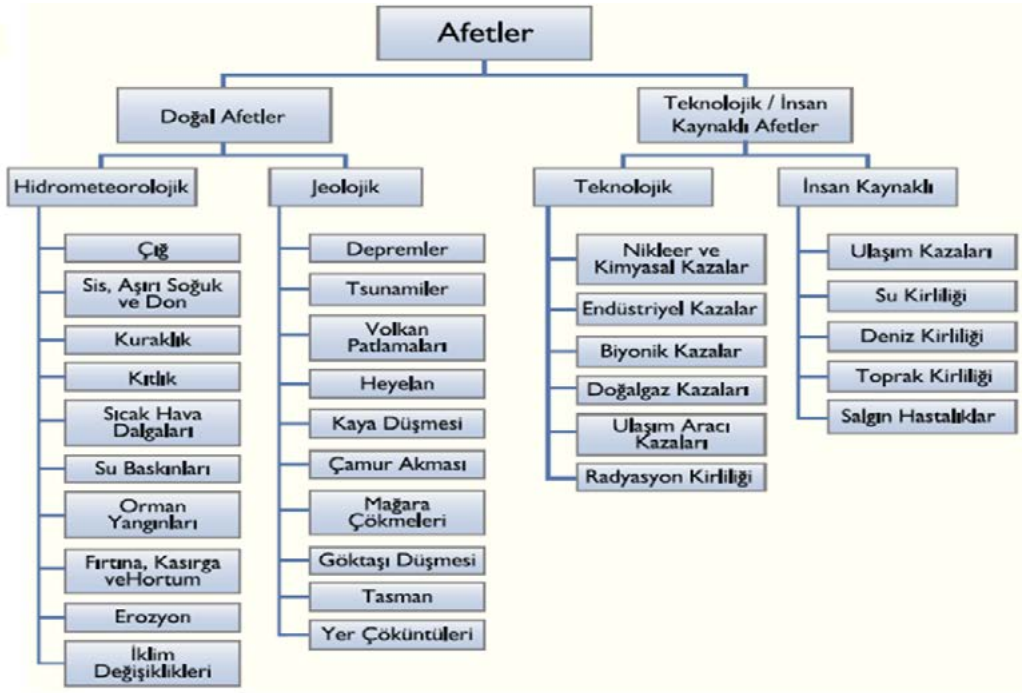 Afetler
Doğal Afetler
Teknolojik / İnsan
Kaynaklı Afetler
Hidrometeorolojik
Jeolojik
Teknolojik
İnsan Kaynaklı
Çığ
Sis, Aşırı Soğuk
ve Don
Kuraklık
Kıtlık
Sıcak Hava
Dalgaları
Su Baskınları
Orman
Yangınları
Fırtına, Kasırga
veHortum
Erozyon
İklim
Değişiklikleri
Depremler
Tsunamiler
Volkan
Patlamaları
Heyelan
Kaya Düşmesi
Çamur Akması
Mağara
Çökmeleri
Göktaşı Düşmesi
Tasman
Yer Çöküntüleri
Nikleer ve
Kimyasal Kazalar
Endüstriyel Kazalar
Biyonik Kazalar
Doğalgaz Kazaları
Ulaşım Aracı
Kazaları
Radyasyon Kirliliği
Ulaşım Kazaları
Su Kirliliği
Deniz Kirliliği
Toprak Kirliliği
Salgın Hastalıklar